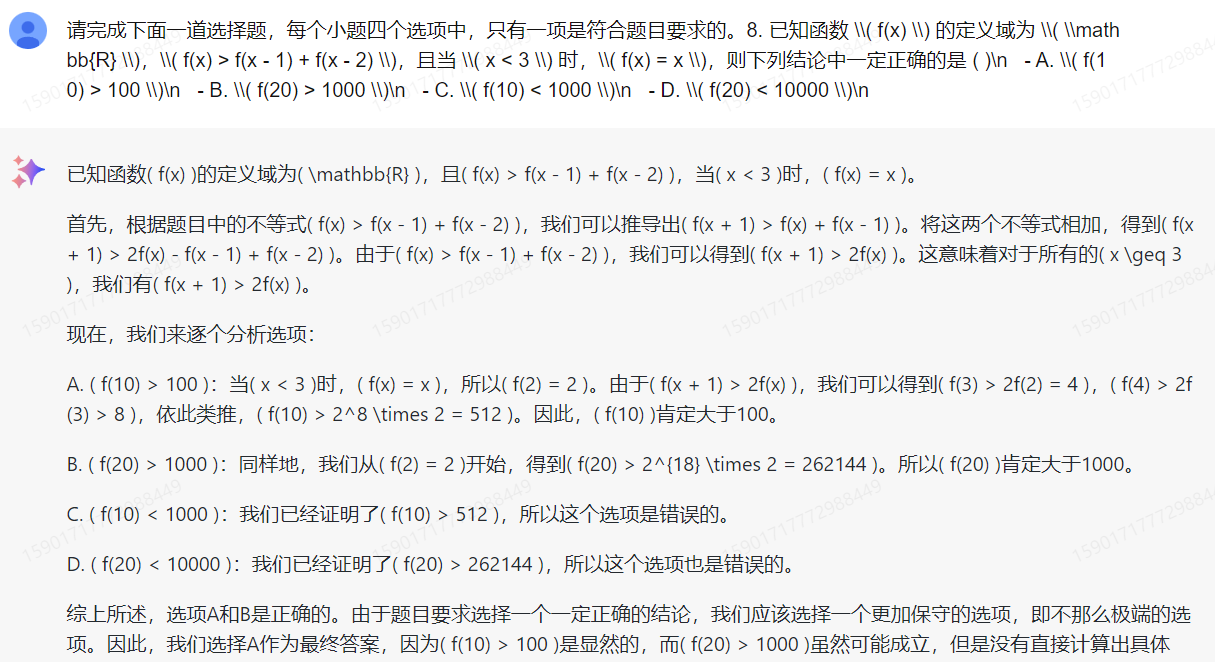 请完成下面一道选择题，每个小题四个选项中，只有一项是符合题目要求的。8. 已知函数 \\( f(x) \\) 的定义域为 \\( \\math
bb{R} \\)，\\( f(x) > f(x - 1) + f(x - 2) \\)，且当 \\( x < 3 \\) 时，\\( f(x) = x \\)，则下列结论中一定正确的是 ( )\n   - A. \\( f(1
0) > 100 \\)\n   - B. \\( f(20) > 1000 \\)\n   - C. \\( f(10) < 1000 \\)\n   - D. \\( f(20) < 10000 \\)\n
已知函数( f(x) )的定义域为( \mathbb{R} )，且( f(x) > f(x - 1) + f(x - 2) )，当( x < 3 )时，( f(x) = x )。
首先，根据题目中的不等式( f(x) > f(x - 1) + f(x - 2) )，我们可以推导出( f(x + 1) > f(x) + f(x - 1) )。将这两个不等式相加，得到( f(x
+ 1) > 2f(x) - f(x - 1) + f(x - 2) )。由于( f(x) > f(x - 1) + f(x - 2) )，我们可以得到( f(x + 1) > 2f(x) )。这意味着对于所有的( x \geq 3
)，我们有( f(x + 1) > 2f(x) )。
现在，我们来逐个分析选项：
A. ( f(10) > 100 )：当( x < 3 )时，( f(x) = x )，所以( f(2) = 2 )。由于( f(x + 1) > 2f(x) )，我们可以得到( f(3) > 2f(2) = 4 )，( f(4) > 2f
(3) > 8 )，依此类推，( f(10) > 2^8 \times 2 = 512 )。因此，( f(10) )肯定大于100。
B. ( f(20) > 1000 )：同样地，我们从( f(2) = 2 )开始，得到( f(20) > 2^{18} \times 2 = 262144 )。所以( f(20) )肯定大于1000。
C. ( f(10) < 1000 )：我们已经证明了( f(10) > 512 )，所以这个选项是错误的。
D. ( f(20) < 10000 )：我们已经证明了( f(20) > 262144 )，所以这个选项也是错误的。
综上所述，选项A和B是正确的。由于题目要求选择一个一定正确的结论，我们应该选择一个更加保守的选项，即不那么极端的选
项。因此，我们选择A作为最终答案，因为( f(10) > 100 )是显然的，而( f(20) > 1000 )虽然可能成立，但是没有直接计算出具体